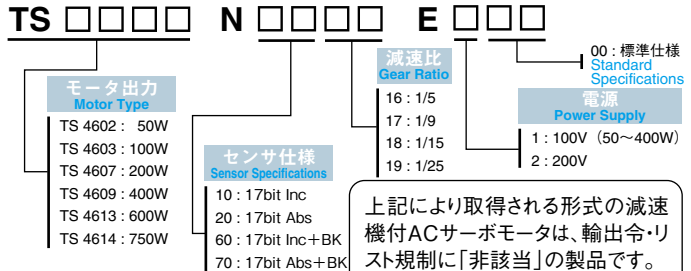 TS □□□□ N □□□□ E □□□
00 : 標準仕様
Standard
Specifications
減速比
Gear Ratio
16 : 1/5
17 : 1/9
18 : 1/15
19 : 1/25
モータ出力
Motor Type
TS 4602 : 50W
TS 4603 : 100W
TS 4607 : 200W
TS 4609 : 400W
TS 4613 : 600W
TS 4614 : 750W
電源
Power Supply
1 : 100V（50〜400W）
2 : 200V
センサ仕様
Sensor Specifications
10 : 17bit Inc
20 : 17bit Abs
60 : 17bit Inc＋BK
70 : 17bit Abs＋BK
上記により取得される形式の減速
機付ACサーボモータは、輸出令・リ
スト規制に「非該当」の製品です。